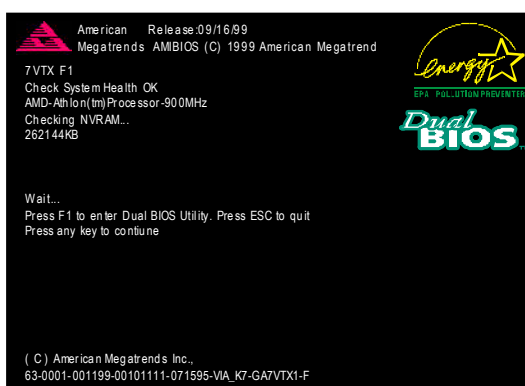 American Release:09/16/99
Megatrends AMIBIOS (C) 1999 American Megatrend
7VTX F1
Check System Health OK
AMD-Athlon(tm)Processor-900MHz
Checking NVRAM...
262144KB
energy
EPA POLLUTION PREVENTER
Dual
BIOS
Wait...
Press F1 to enter Dual BIOS Utility. Press ESC to quit
Press any key to contiune
( C ) American Megatrends Inc.,
63-0001-001199-00101111-071595-VIA_K7-GA7VTX1-F